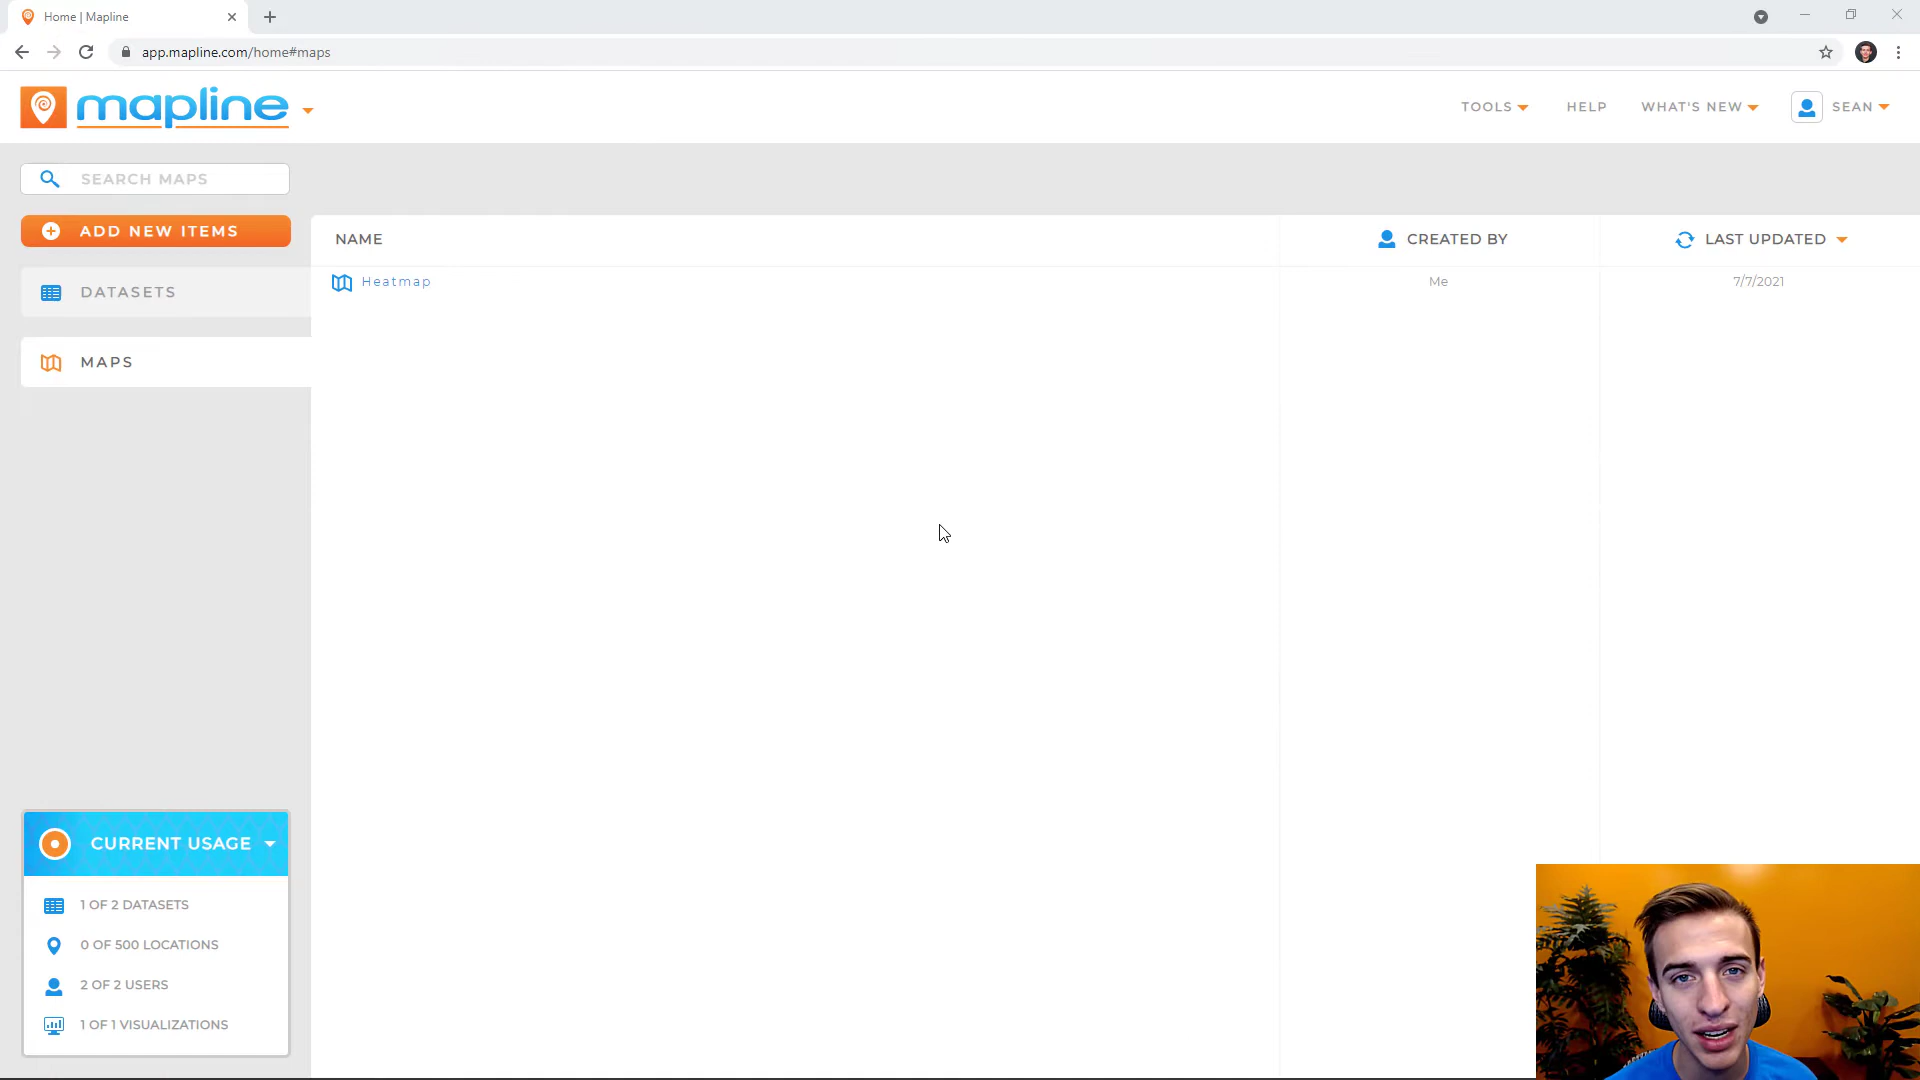 Home | Mapline
app.mapline.com/home#maps
mapline
TOOLS
HELP
WHAT'S NEW
SEAN
SEARCH MAPS
ADD NEW ITEMS
DATASETS
MAPS
NAME
CREATED BY
LAST UPDATED
Heatmap
Me
7/7/2021
CURRENT USAGE
1 OF 2 DATASETS
0 OF 500 LOCATIONS
2 OF 2 USERS
1 OF 1 VISUALIZATIONS